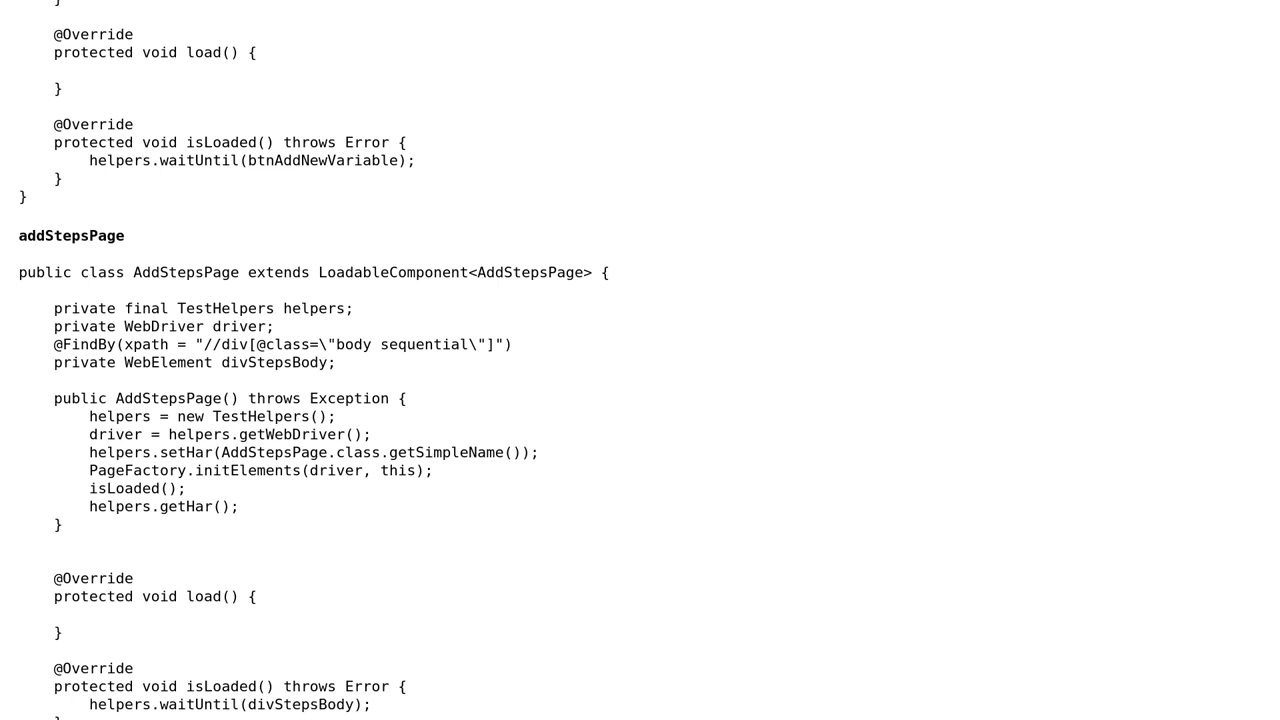 }
@Override
protected void load() {
}
@Override
protected void isLoaded() throws Error {
helpers.waitUntil(btnAddNewVariable);
}
}
addStepsPage
public class AddStepsPage extends LoadableComponent<AddStepsPage> {
private final TestHelpers helpers;
private WebDriver driver;
@FindBy(xpath = "//div[@class=\"body sequential\"]")
private WebElement divStepsBody;
public AddStepsPage() throws Exception {
helpers = new TestHelpers();
driver = helpers.getWebDriver();
helpers.setHar(AddStepsPage.class.getSimpleName());
PageFactory.initElements(driver, this);
isLoaded();
helpers.getHar();
}
@Override
protected void load() {
}
@Override
protected void isLoaded() throws Error {
helpers.waitUntil(divStepsBody);
}